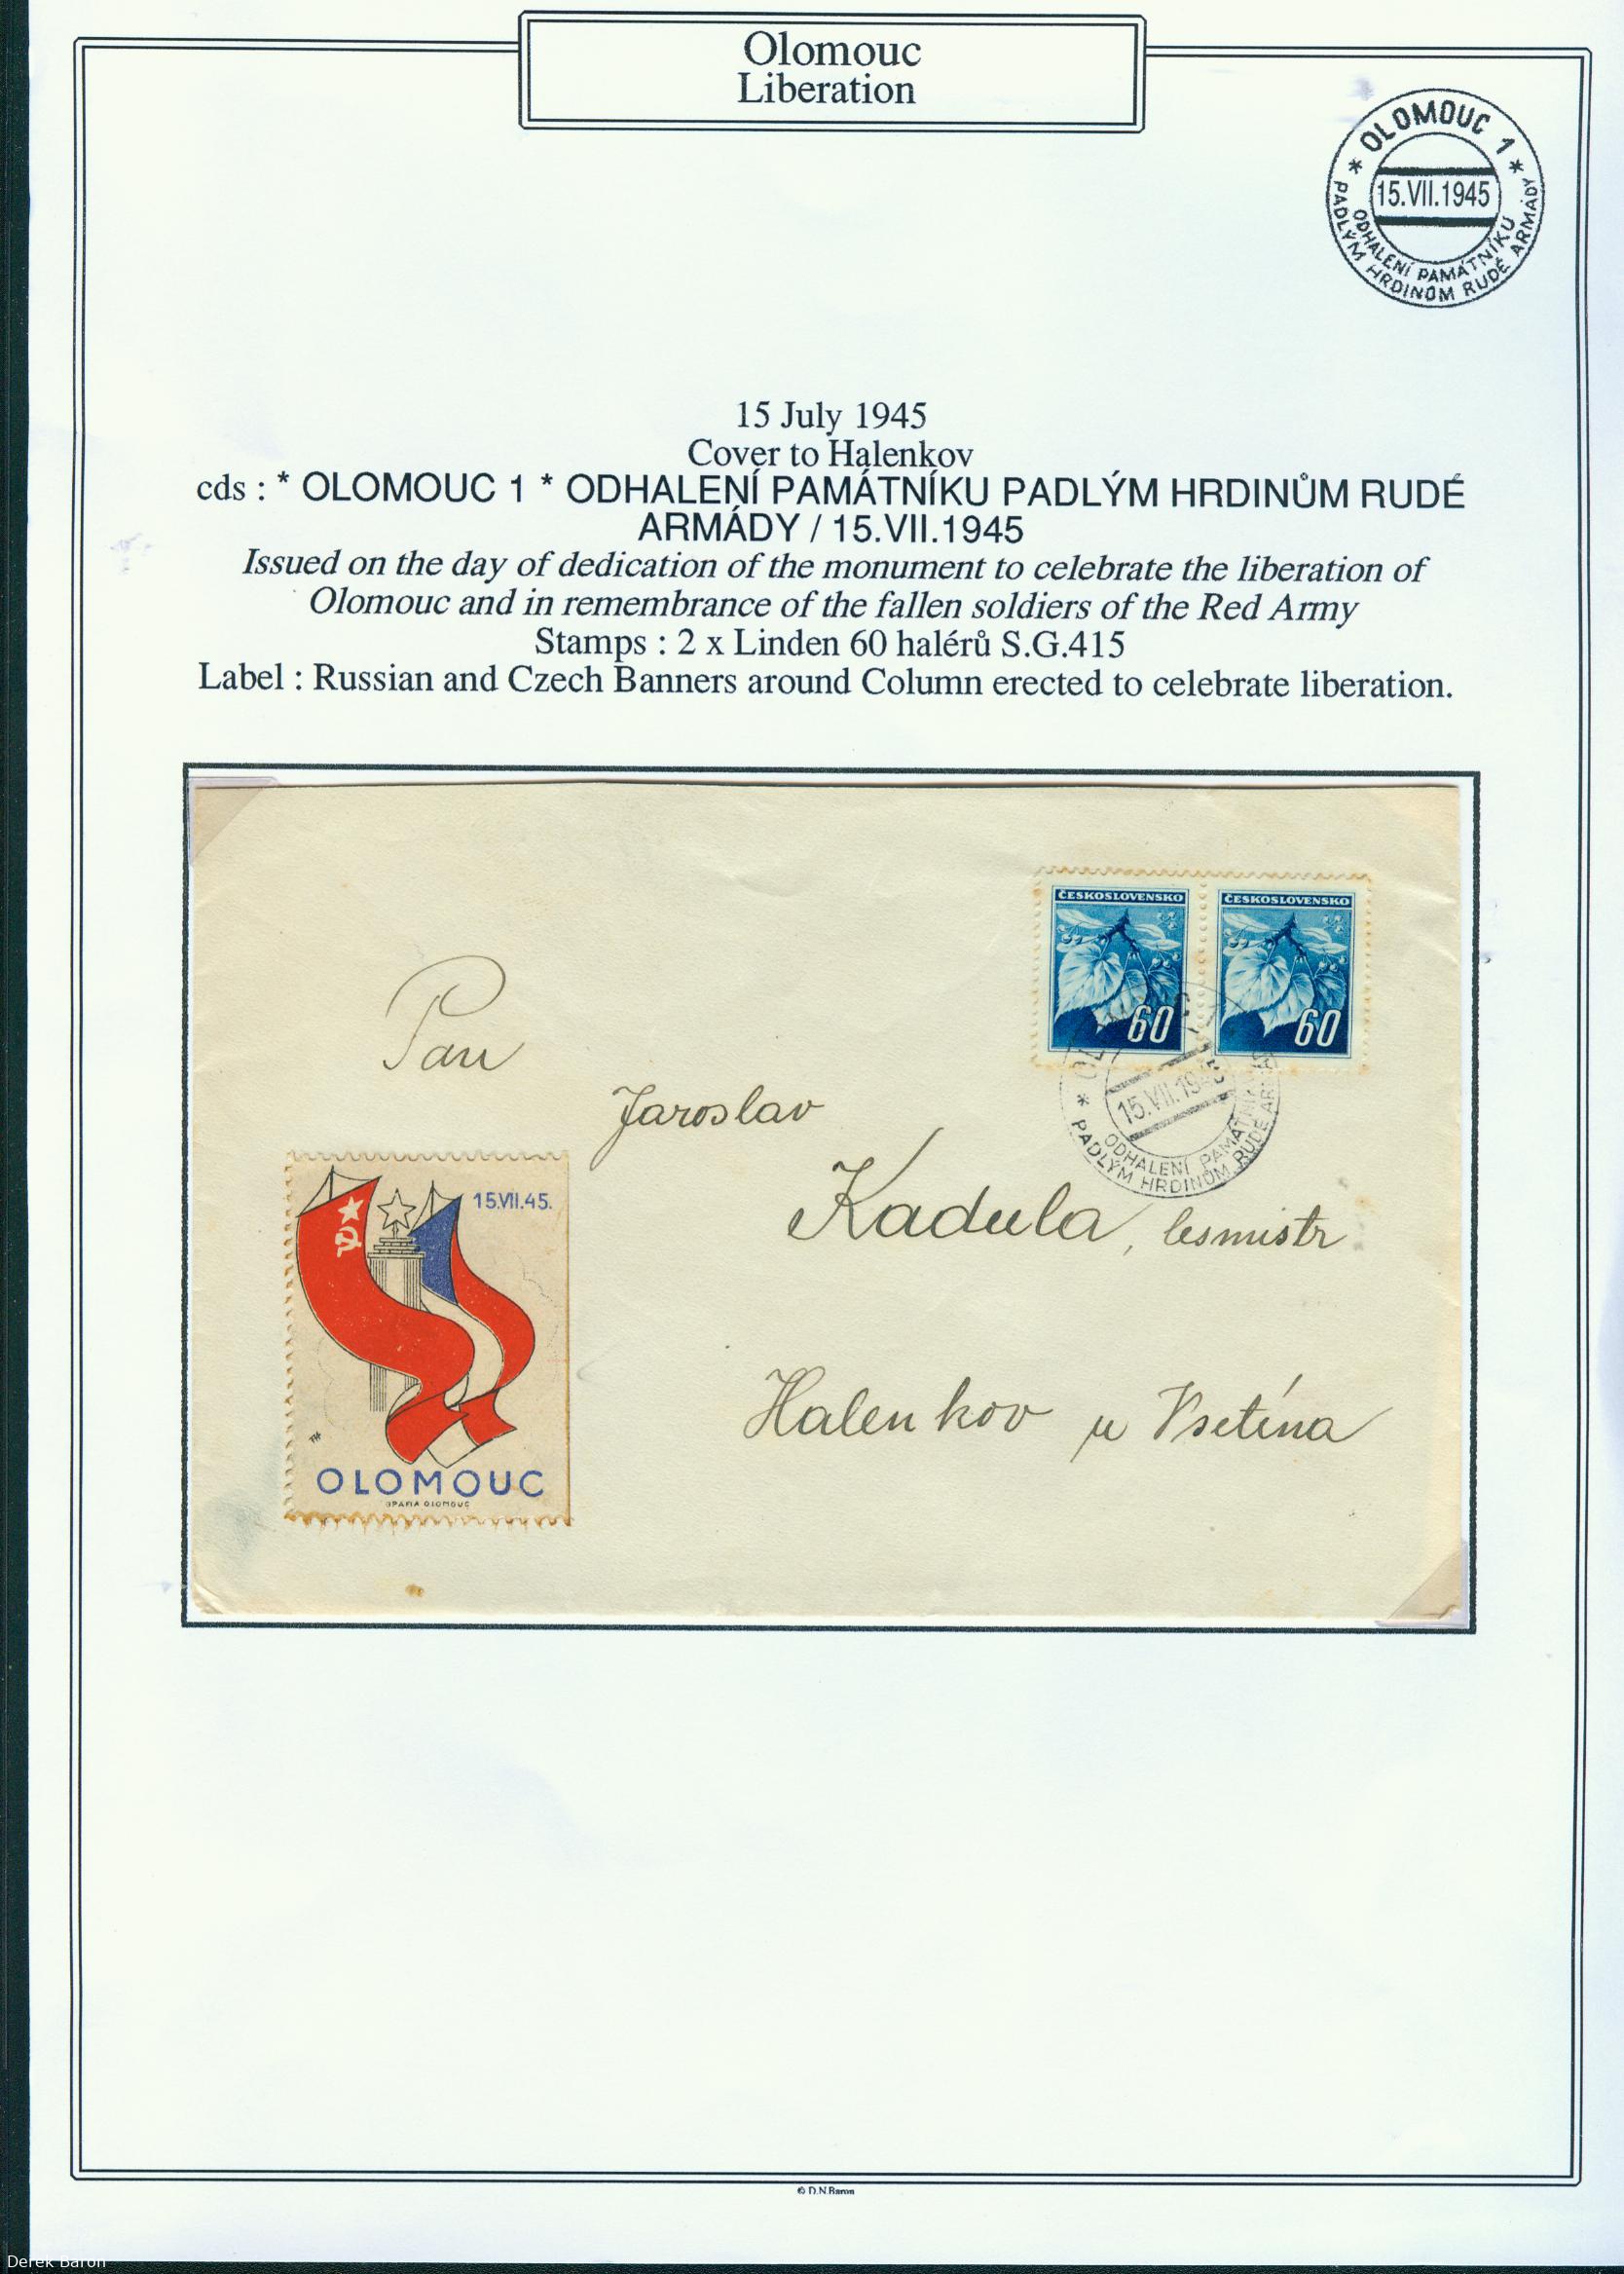 Olomouc
Liberation
* OLOMOUC 1 *
15.VII.1945
ODHALENÍ PAMÁTNÍKU
PADLÝM HRDINŮM RUDÉ ARMÁDY
15 July 1945
Cover to Halenkov
cds : * OLOMOUC 1 * ODHALENÍ PAMÁTNÍKU PADLÝM HRDINŮM RUDÉ
ARMÁDY / 15.VII.1945
Issued on the day of dedication of the monument to celebrate the liberation of
Olomouc and in remembrance of the fallen soldiers of the Red Army
Stamps : 2 x Linden 60 halérů S.G.415
Label : Russian and Czech Banners around Column erected to celebrate liberation.
ČESKOSLOVENSKO
60
ČESKOSLOVENSKO
60
15.VII.1945
ODHALENÍ PAMÁTNÍKU
PADLÝM HRDINŮM RUDÉ ARMÁDY
Pan
Jaroslav
Kadula, lesmistr
Halenkov u Vsetína
15.VII.45.
OLOMOUC
GRAFIA OLOMOUC
© D.N.Baron
Derek Baron